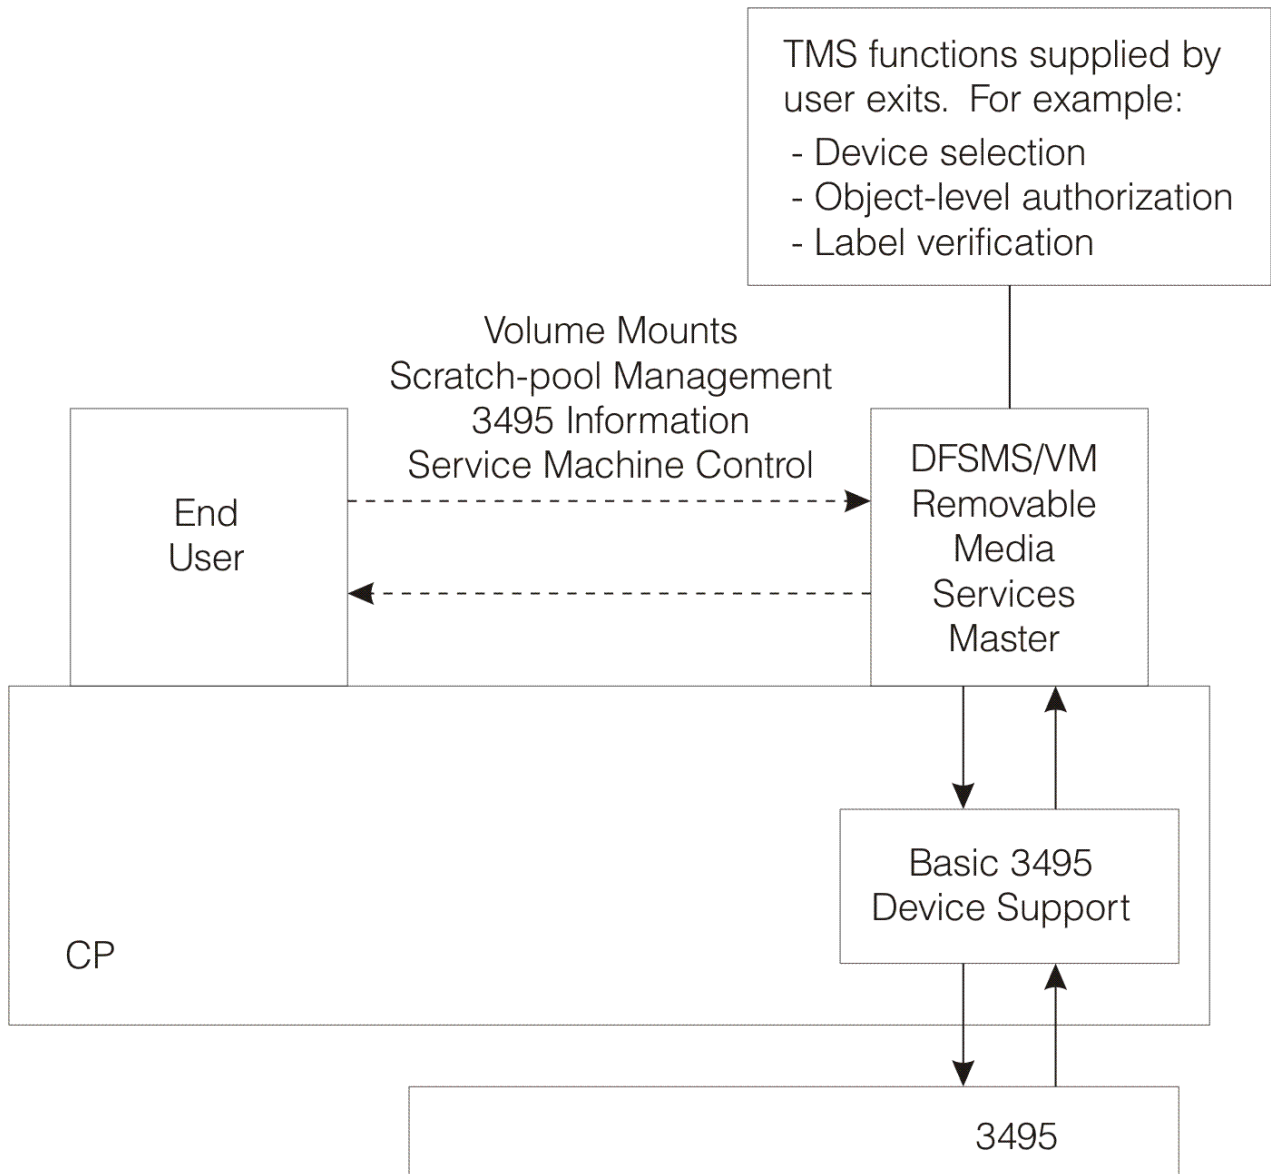 TMS functions supplied by
user exits. For example:
- Device selection
- Object-level authorization
- Label verification
Volume Mounts
Scratch-pool Management
3495 Information
Service Machine Control
End
User
DFSMS/VM
Removable
Media
Services
Master
Basic 3495
Device Support
CP
3495